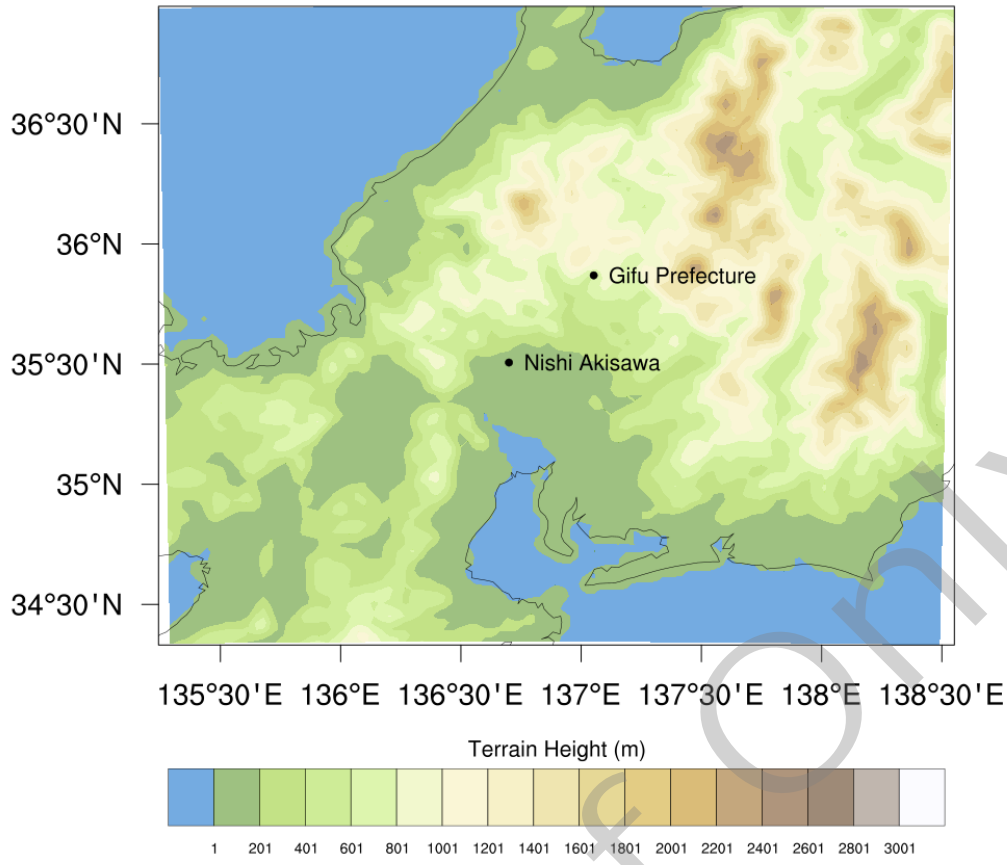 36°30'N
36°N
Gifu Prefecture
35°30'N
Nishi Akisawa
35°N
34°30'N
135°30'E 136°E 136°30'E 137°E 137°30'E 138°E 138°30'E
Terrain Height (m)
1 201 401 601 801 1001 1201 1401 1601 1801 2001 2201 2401 2601 2801 3001